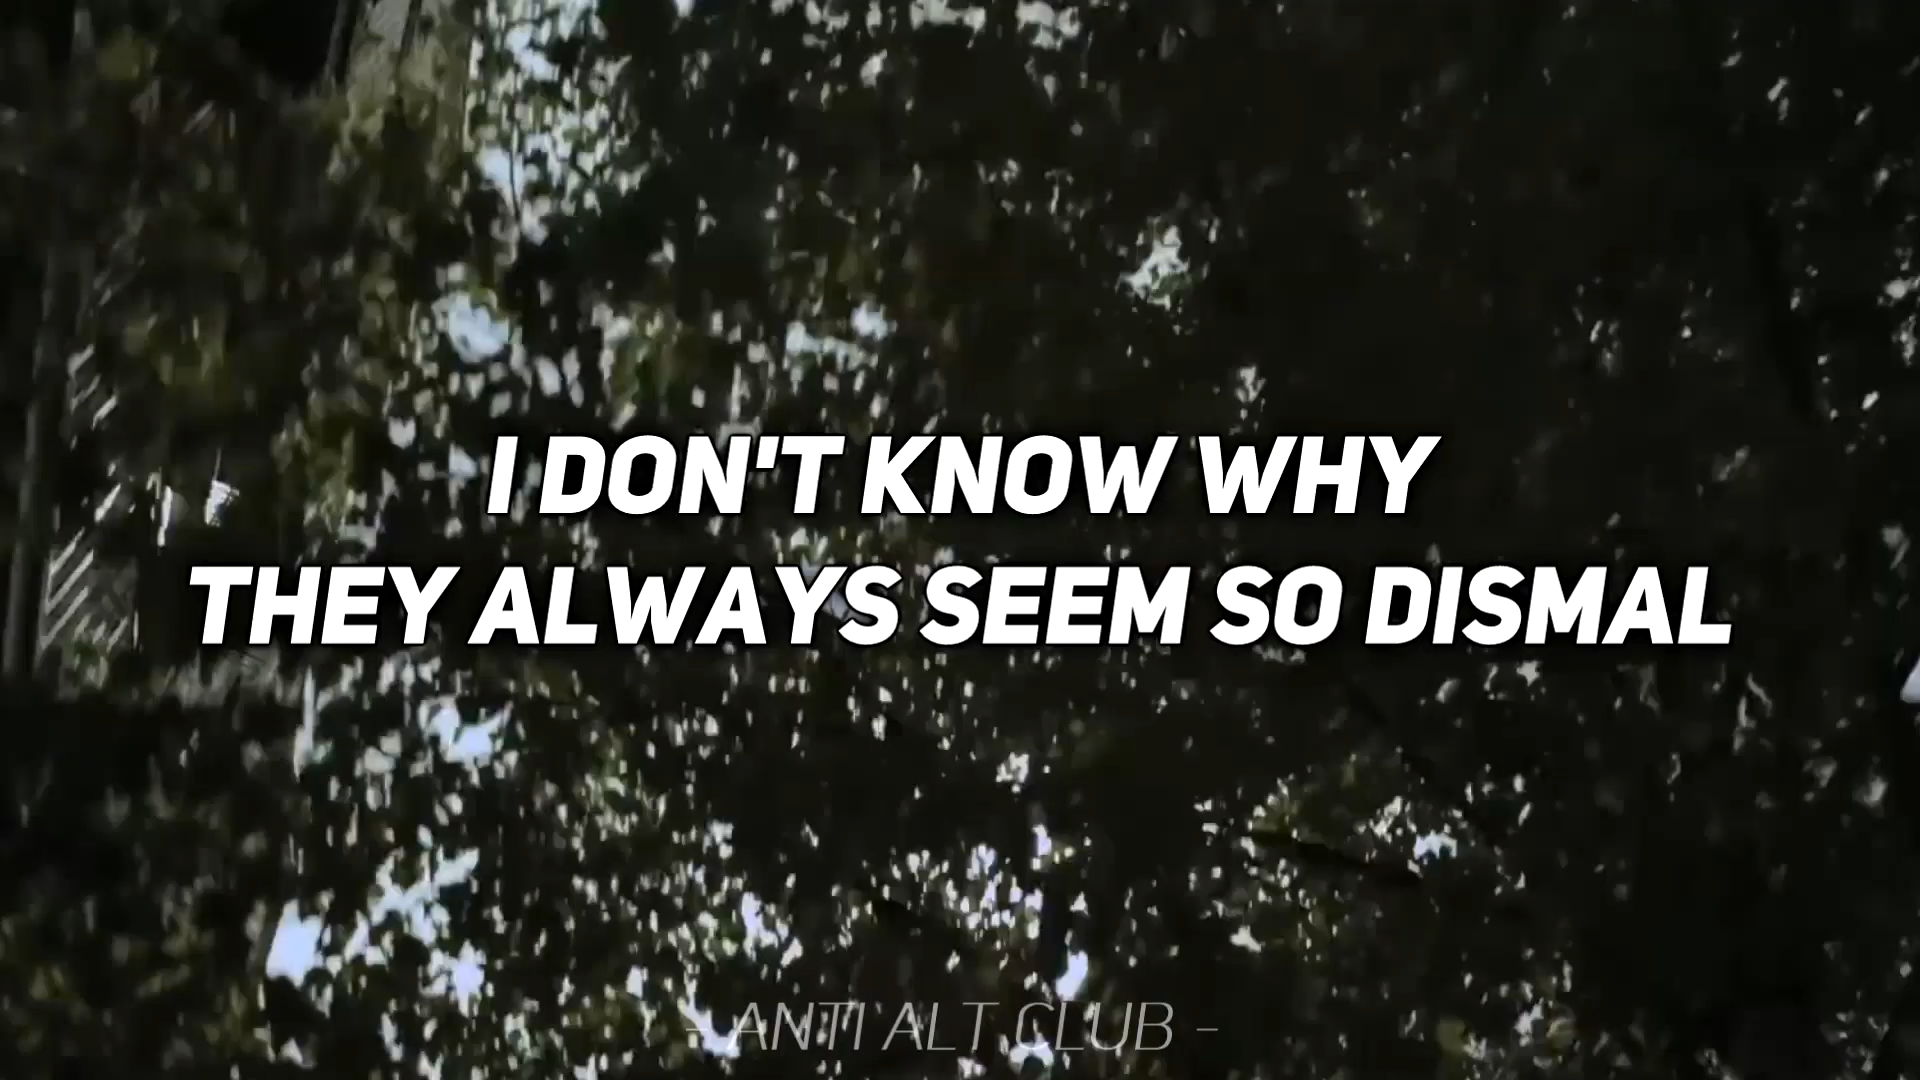 I DON'T KNOW WHY
THEY ALWAYS SEEM SO DISMAL
- ANTI ALT CLUB -